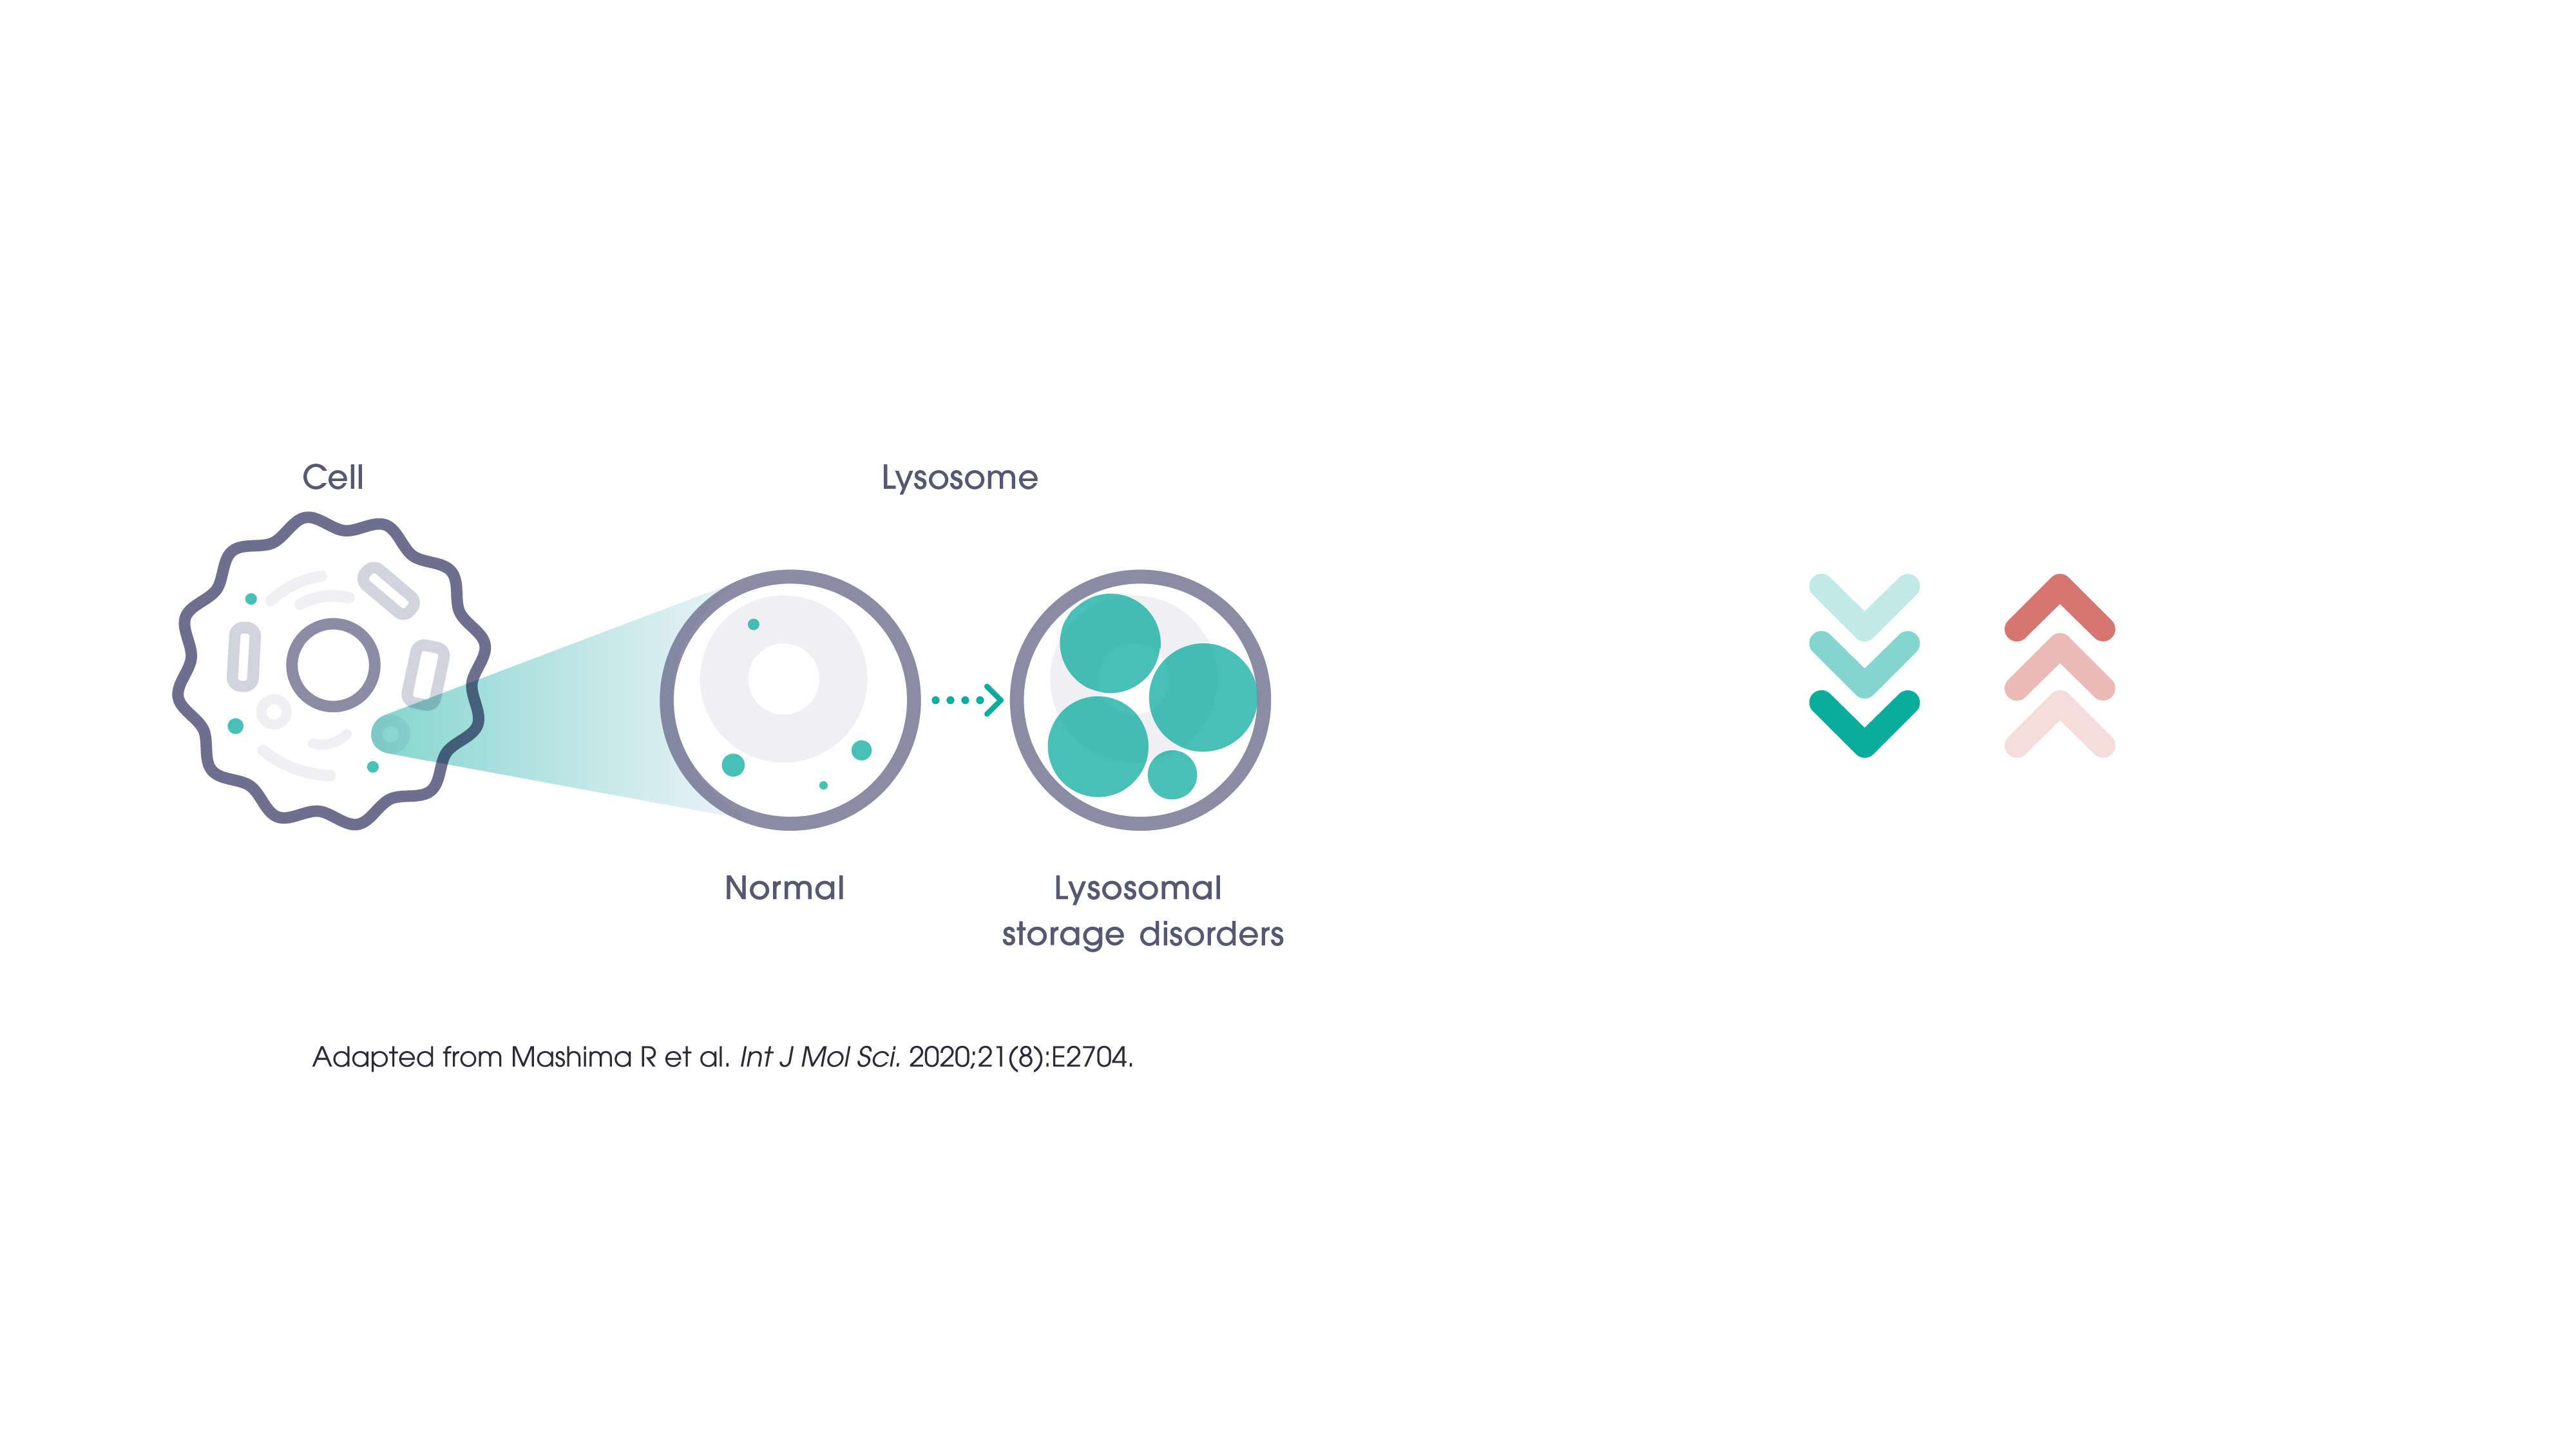 Cell
Lysosome
Normal
Lysosomal
storage disorders
Adapted from Mashima R et al. Int J Mol Sci. 2020;21(8):E2704.